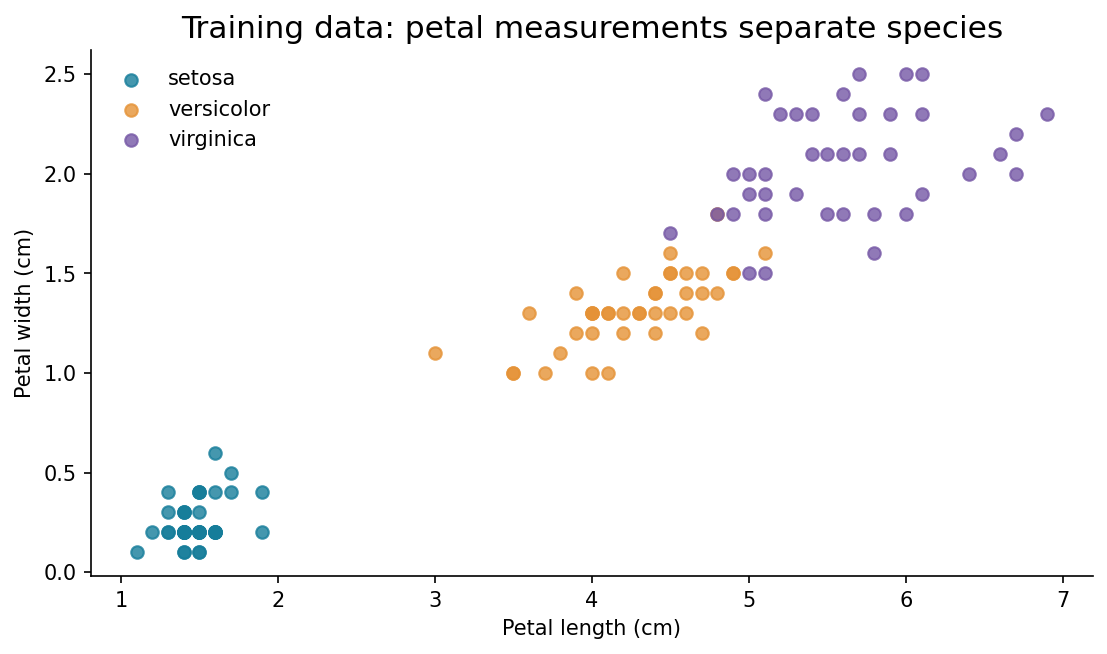 Training data: petal measurements separate species
setosa
versicolor
virginica
2.5
2.0
1.5
1.0
0.5
0.0
Petal width (cm)
1 2 3 4 5 6 7
Petal length (cm)